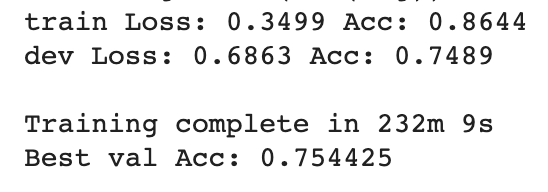 train Loss: 0.3499 Acc: 0.8644
dev Loss: 0.6863 Acc: 0.7489
Training complete in 232m 9s
Best val Acc: 0.754425